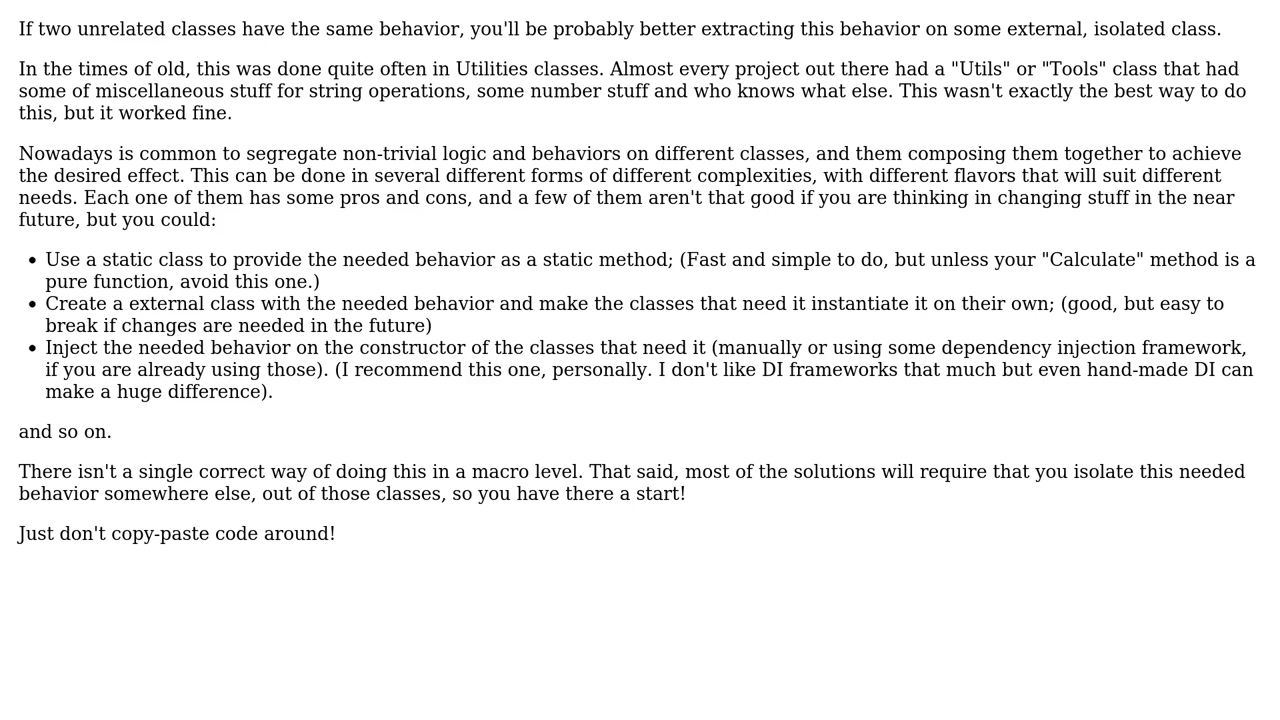 If two unrelated classes have the same behavior, you'll be probably better extracting this behavior on some external, isolated class.
In the times of old, this was done quite often in Utilities classes. Almost every project out there had a "Utils" or "Tools" class that had
some of miscellaneous stuff for string operations, some number stuff and who knows what else. This wasn't exactly the best way to do
this, but it worked fine.
Nowadays is common to segregate non-trivial logic and behaviors on different classes, and them composing them together to achieve
the desired effect. This can be done in several different forms of different complexities, with different flavors that will suit different
needs. Each one of them has some pros and cons, and a few of them aren't that good if you are thinking in changing stuff in the near
future, but you could:
• Use a static class to provide the needed behavior as a static method; (Fast and simple to do, but unless your "Calculate" method is a
pure function, avoid this one.)
• Create a external class with the needed behavior and make the classes that need it instantiate it on their own; (good, but easy to
break if changes are needed in the future)
• Inject the needed behavior on the constructor of the classes that need it (manually or using some dependency injection framework,
if you are already using those). (I recommend this one, personally. I don't like DI frameworks that much but even hand-made DI can
make a huge difference).
and so on.
There isn't a single correct way of doing this in a macro level. That said, most of the solutions will require that you isolate this needed
behavior somewhere else, out of those classes, so you have there a start!
Just don't copy-paste code around!